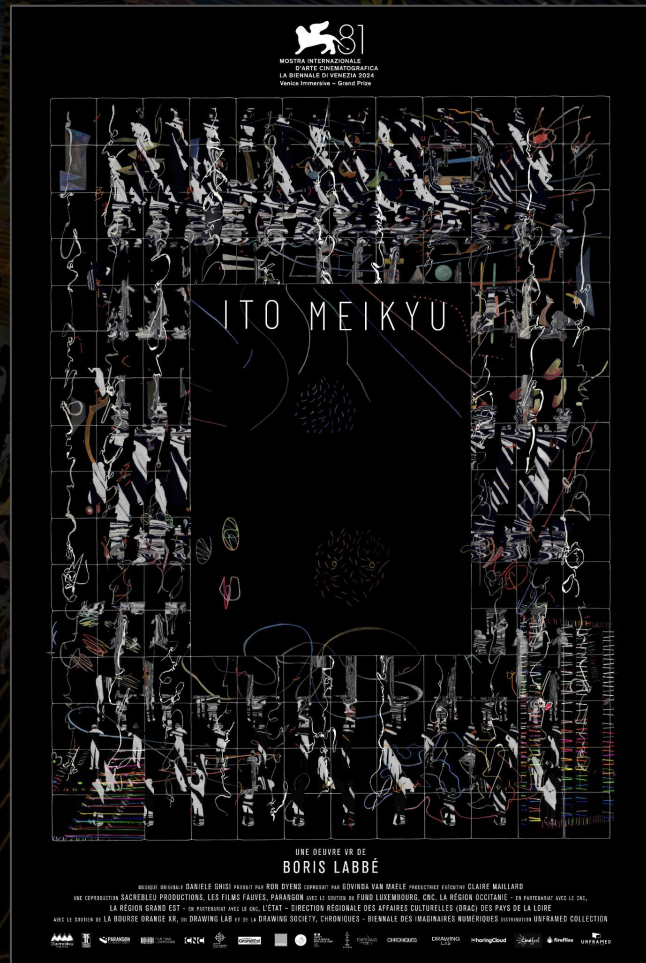 81
MOSTRA INTERNAZIONALE
D'ARTE CINEMATOGRAFICA
LA BIENNALE DI VENEZIA 2024
Venice Immersive – Grand Prize
ITO MEIKYU
UNE OEUVRE VR DE
BORIS LABBÉ
MUSIQUE ORIGINALE DANIELE GHISI PRODUIT PAR RON DYENS COPRODUIT PAR GOVINDA VAN MAELE PRODUCTRICE EXÉCUTIVE CLAIRE MAILLARD
UNE COPRODUCTION SACREBLEU PRODUCTIONS, LES FILMS FAUVES, PARANGON AVEC LE SOUTIEN DU FUND LUXEMBOURG, CNC, LA RÉGION OCCITANIE - EN PARTENARIAT AVEC LE CNC,
LA RÉGION GRAND EST - EN PARTENARIAT AVEC LE CNC, L'ÉTAT - DIRECTION RÉGIONALE DES AFFAIRES CULTURELLES (DRAC) DES PAYS DE LA LOIRE
AVEC LE SOUTIEN DE LA BOURSE ORANGE XR, DU DRAWING LAB ET DE LA DRAWING SOCIETY, CHRONIQUES - BIENNALE DES IMAGINAIRES NUMÉRIQUES DISTRIBUTION UNFRAMED COLLECTION
PARANGON CNC GrandEst CHRONIQUES DRAWING LAB SharingCloud fireflies UNFRAMED